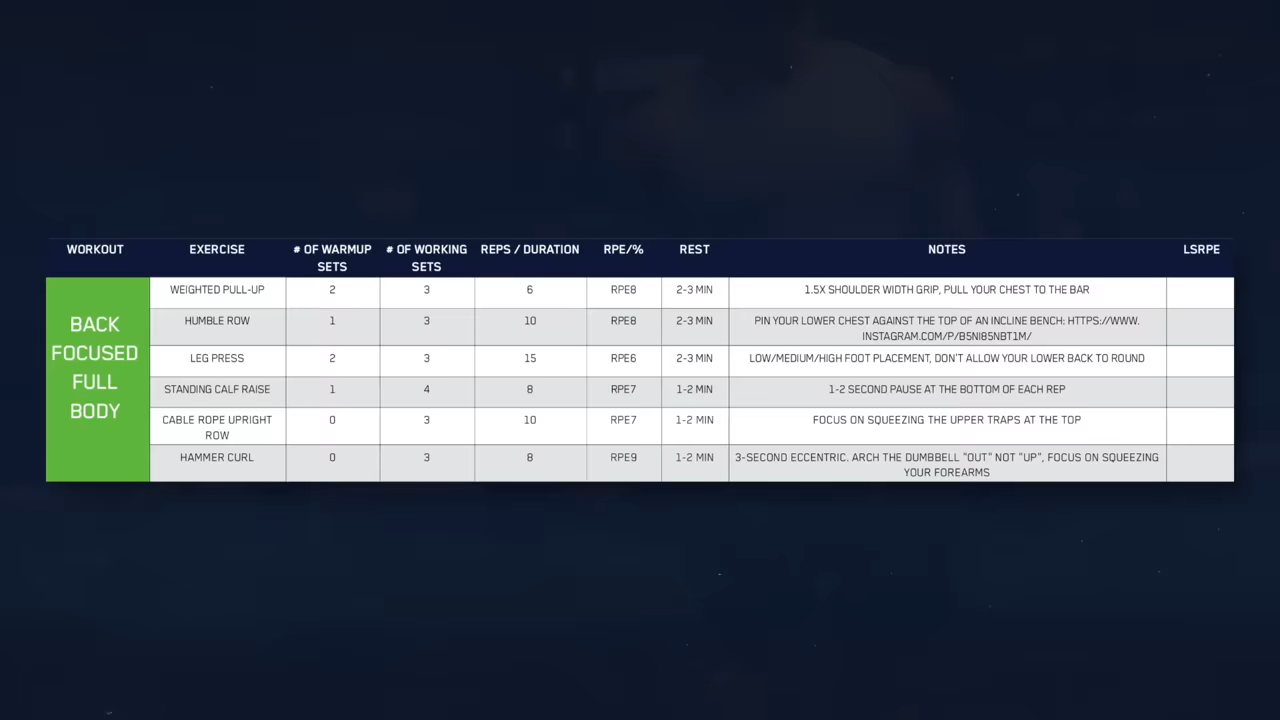 WORKOUT EXERCISE # OF WARMUP SETS # OF WORKING SETS REPS / DURATION RPE/% REST NOTES LSRPE
BACK
FOCUSED
FULL
BODY
WEIGHTED PULL-UP 2 3 6 RPE8 2-3 MIN 1.5X SHOULDER WIDTH GRIP, PULL YOUR CHEST TO THE BAR
HUMBLE ROW 1 3 10 RPE8 2-3 MIN PIN YOUR LOWER CHEST AGAINST THE TOP OF AN INCLINE BENCH: HTTPS://WWW.
INSTAGRAM.COM/P/B5NI85NBT1M/
LEG PRESS 2 3 15 RPE6 2-3 MIN LOW/MEDIUM/HIGH FOOT PLACEMENT, DON'T ALLOW YOUR LOWER BACK TO ROUND
STANDING CALF RAISE 1 4 8 RPE7 1-2 MIN 1-2 SECOND PAUSE AT THE BOTTOM OF EACH REP
CABLE ROPE UPRIGHT ROW 0 3 10 RPE7 1-2 MIN FOCUS ON SQUEEZING THE UPPER TRAPS AT THE TOP
HAMMER CURL 0 3 8 RPE9 1-2 MIN 3-SECOND ECCENTRIC. ARCH THE DUMBBELL "OUT" NOT "UP", FOCUS ON SQUEEZING
YOUR FOREARMS